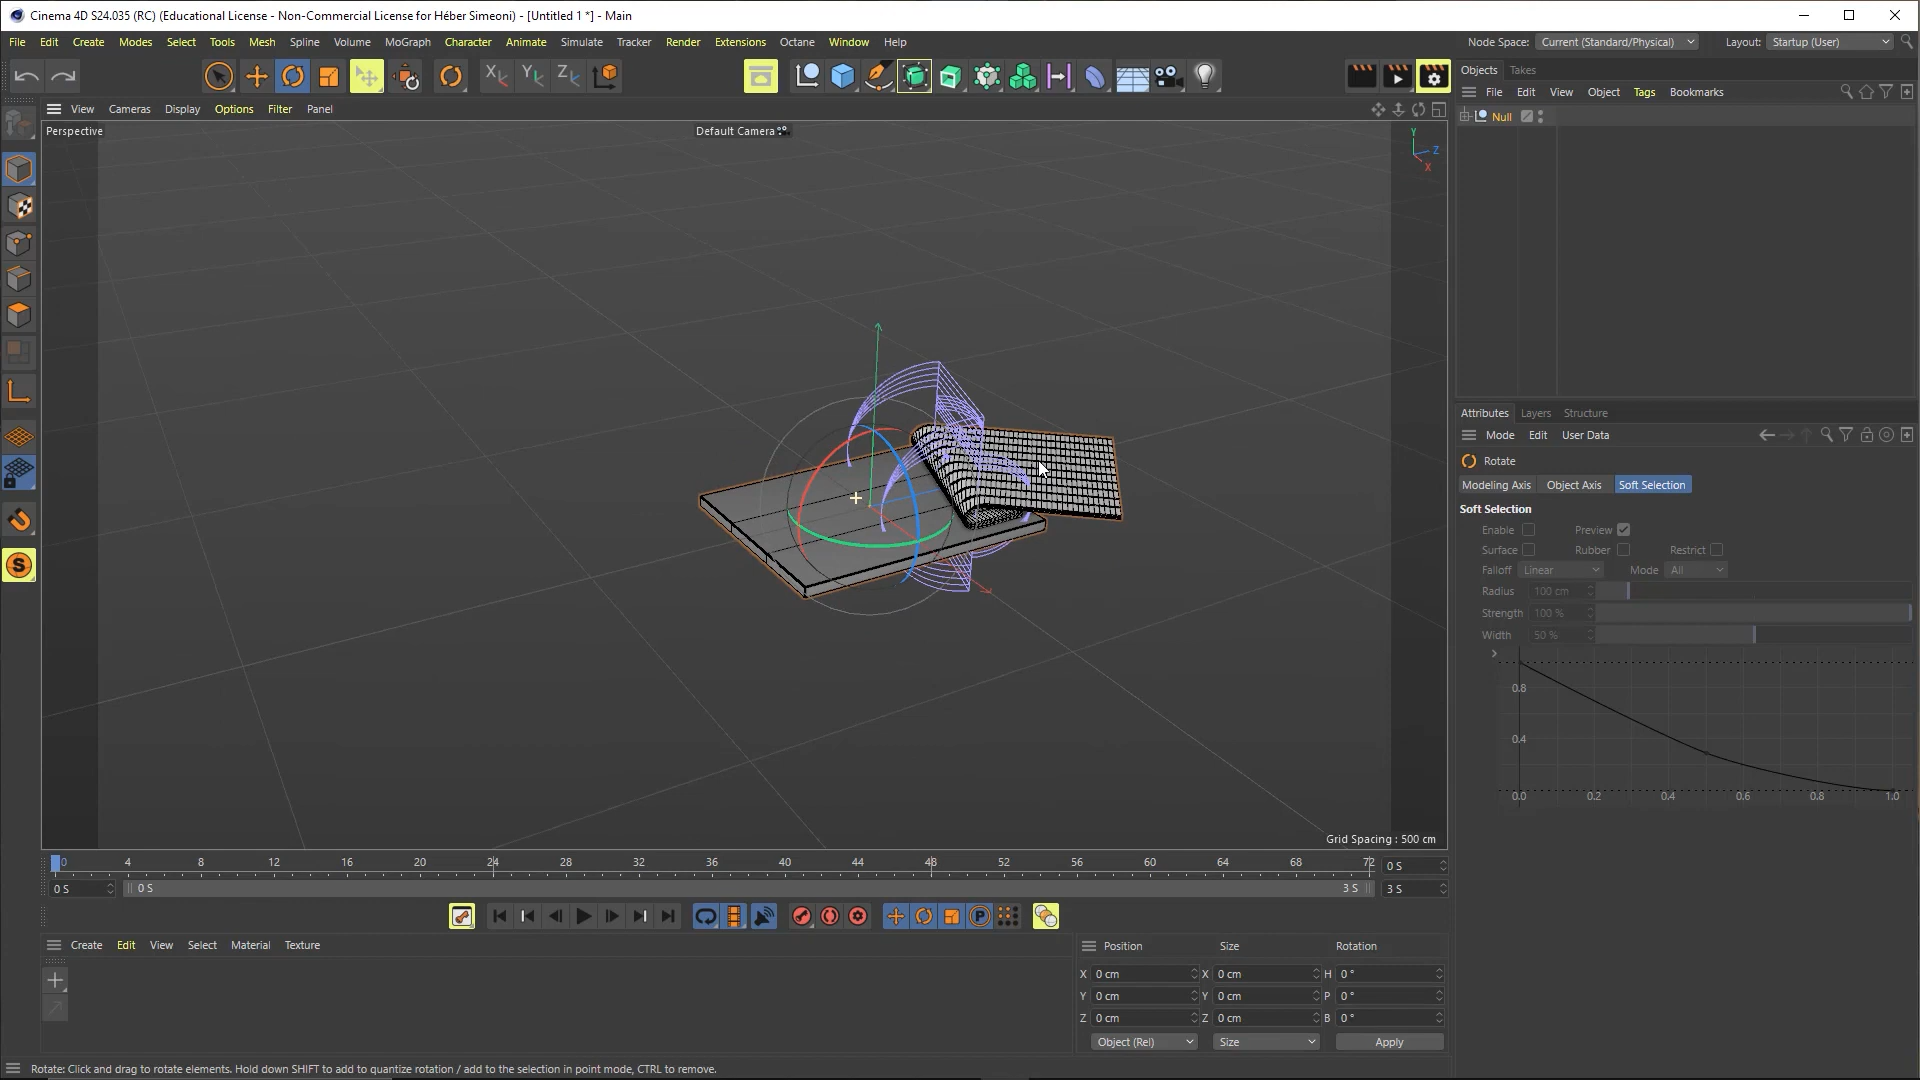 Cinema 4D S24.035 (RC) (Educational License - Non-Commercial License for Héber Simeoni) - [Untitled 1 *] - Main
File Edit Create Modes Select Tools Mesh Spline Volume MoGraph Character Animate Simulate Tracker Render Extensions Octane Window Help
Node Space: Current (Standard/Physical) Layout: Startup (User)
X Y Z
Objects Takes
File Edit View Object Tags Bookmarks
View Cameras Display Options Filter Panel
Null
Perspective
Default Camera
Y
Z
X
Attributes Layers Structure
Mode Edit User Data
Rotate
Modeling Axis Object Axis Soft Selection
Soft Selection
Enable Preview
Surface Rubber Restrict
Falloff Linear Mode All
Radius 100 cm
Strength 100 %
Width 50 %
0.8
0.4
0.0 0.2 0.4 0.6 0.8 1.0
S
Grid Spacing : 500 cm
0 4 8 12 16 20 24 28 32 36 40 44 48 52 56 60 64 68 72 0 S
0 S 0 S 3 S 3 S
P
Create Edit View Select Material Texture
Position Size Rotation
X 0 cm X 0 cm H 0 °
Y 0 cm Y 0 cm P 0 °
Z 0 cm Z 0 cm B 0 °
Object (Rel) Size Apply
Rotate: Click and drag to rotate elements. Hold down SHIFT to add to quantize rotation / add to the selection in point mode, CTRL to remove.